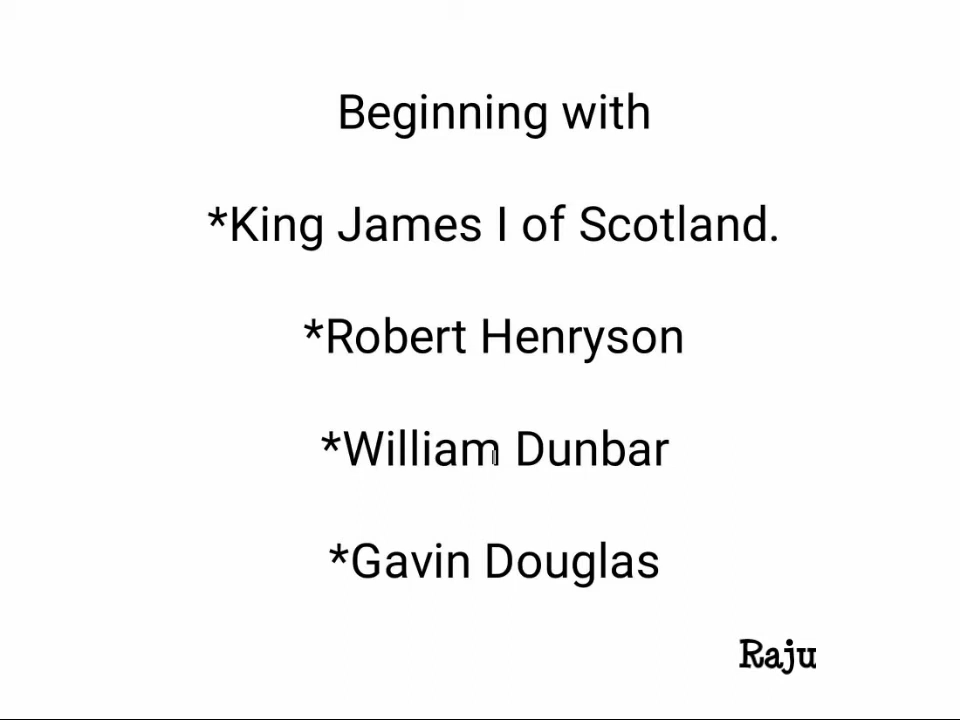 Beginning with
*King James I of Scotland.
*Robert Henryson
*William Dunbar
*Gavin Douglas
Raju